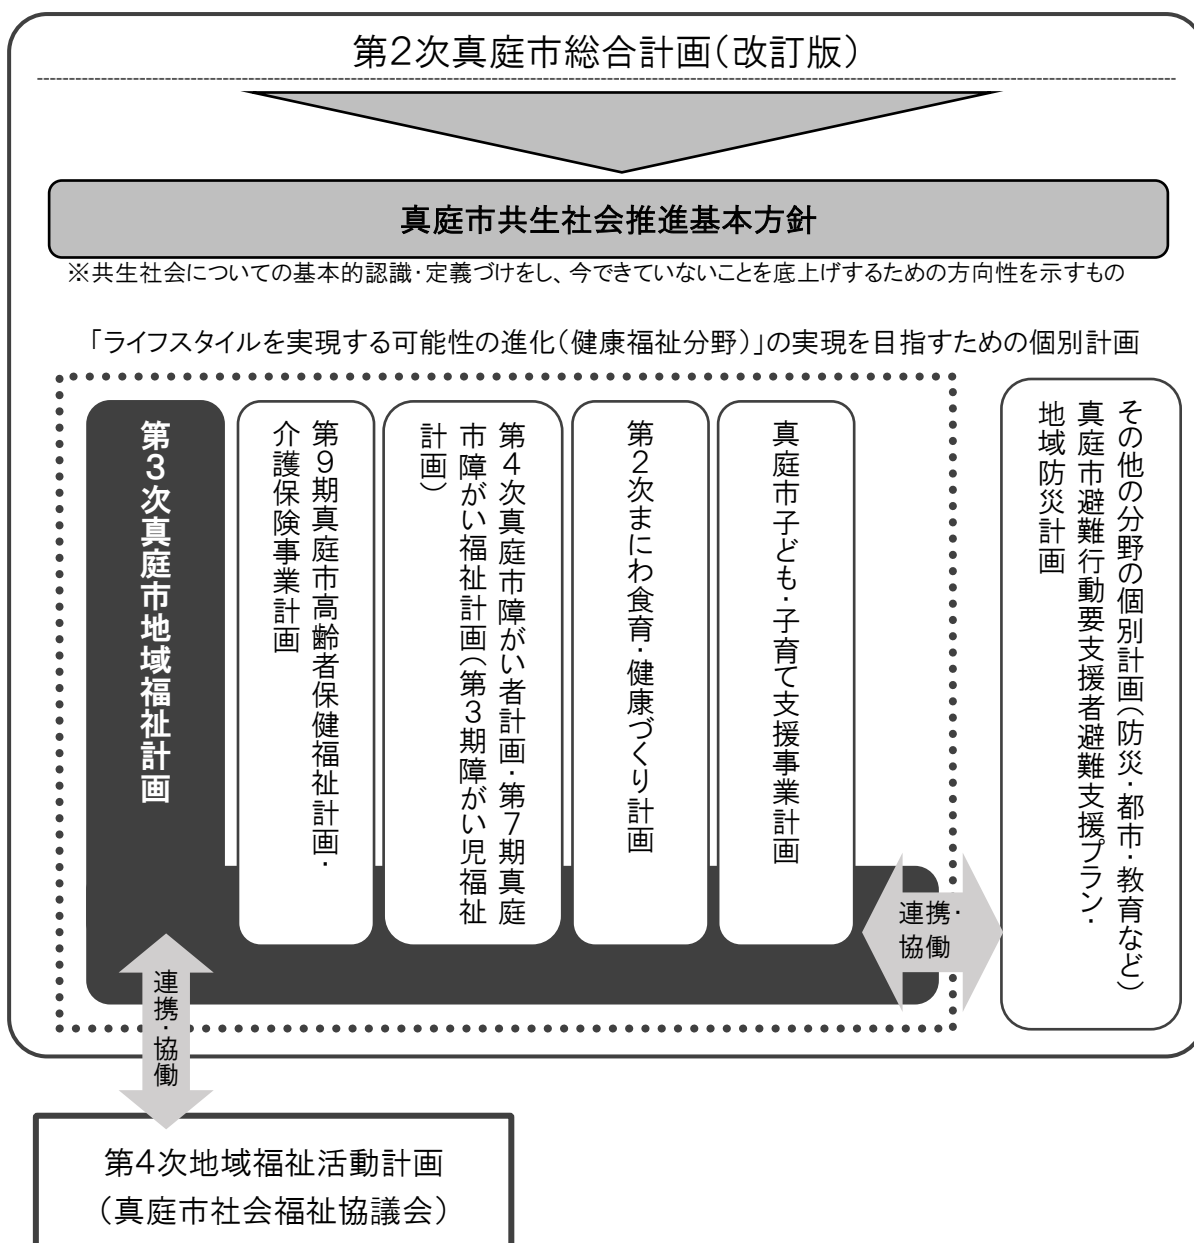 第2次真庭市総合計画（改訂版）
真庭市共生社会推進基本方針
※共生社会についての基本的認識・定義づけをし、今できていないことを底上げするための方向性を示すもの
「ライフスタイルを実現する可能性の進化（健康福祉分野）」の実現を目指すための個別計画
第3次真庭市地域福祉計画
第9期真庭市高齢者保健福祉計画・
介護保険事業計画
第4次真庭市障がい者計画・第7期真庭
市障がい福祉計画（第3期障がい児福祉
計画）
第2次まにわ食育・健康づくり計画
真庭市子ども・子育て支援事業計画
その他の分野の個別計画（防災・都市・教育など）
真庭市避難行動要支援者避難支援プラン・
地域防災計画
連携・
協働
連携・協働
第4次地域福祉活動計画
（真庭市社会福祉協議会）